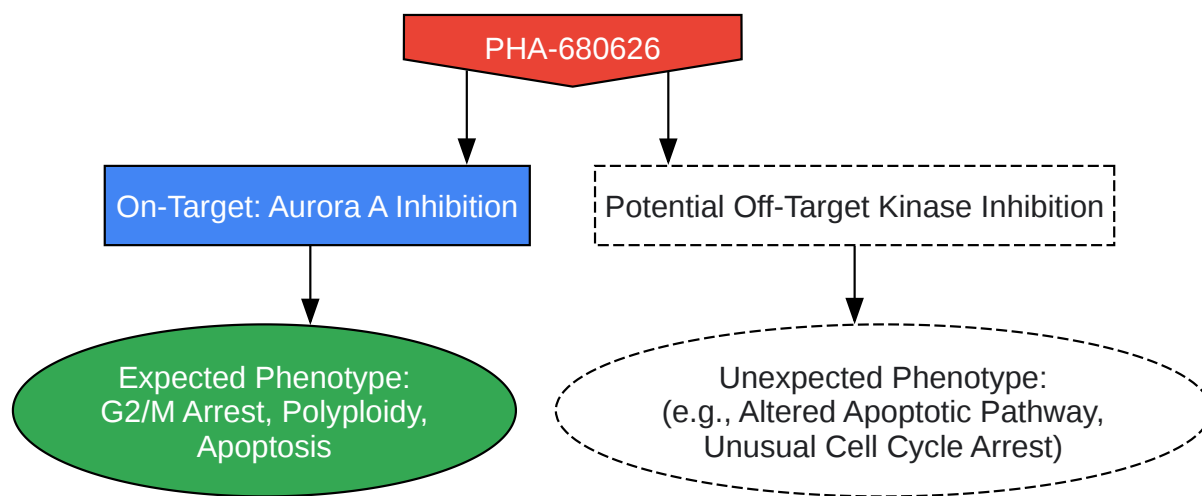 PHA-680626
On-Target: Aurora A Inhibition
Potential Off-Target Kinase Inhibition
Expected Phenotype:
G2/M Arrest, Polyploidy,
Apoptosis
Unexpected Phenotype:
(e.g., Altered Apoptotic Pathway,
Unusual Cell Cycle Arrest)